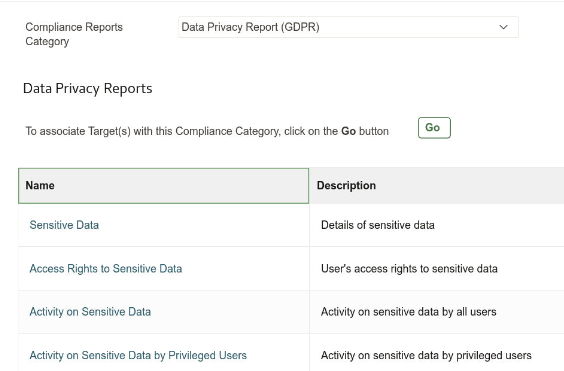 Compliance Reports Category
Data Privacy Report (GDPR)
Data Privacy Reports
To associate Target(s) with this Compliance Category, click on the Go button
Go
Name
Description
Sensitive Data
Details of sensitive data
Access Rights to Sensitive Data
User's access rights to sensitive data
Activity on Sensitive Data
Activity on sensitive data by all users
Activity on Sensitive Data by Privileged Users
Activity on sensitive data by privileged users